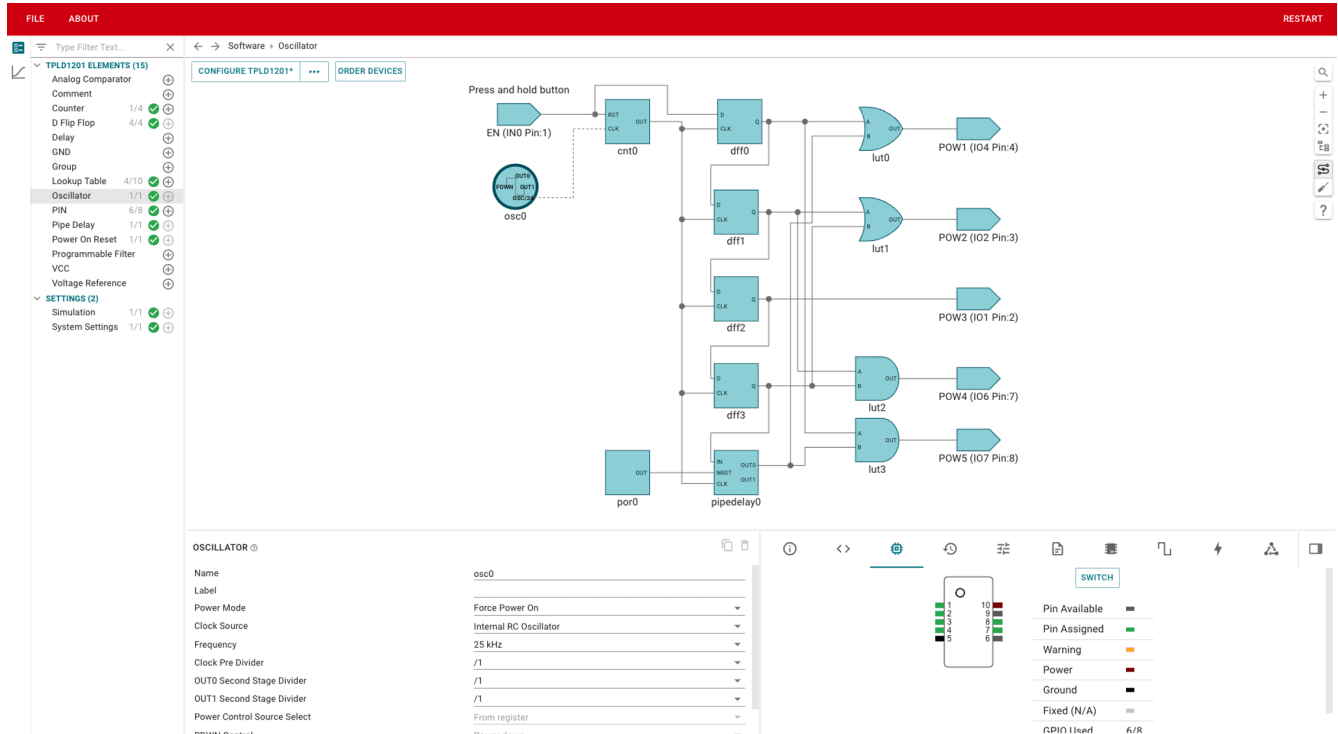 FILE ABOUT RESTART
Type Filter Text...
Software › Oscillator
TPLD1201 ELEMENTS (15)
Analog Comparator
Comment
Counter 1/4
D Flip Flop 4/4
Delay
GND
Group
Lookup Table 4/10
Oscillator 1/1
PIN 6/8
Pipe Delay 1/1
Power On Reset 1/1
Programmable Filter
VCC
Voltage Reference
SETTINGS (2)
Simulation 1/1
System Settings 1/1
CONFIGURE TPLD1201* ••• ORDER DEVICES
Press and hold button
EN (IN0 Pin:1)
RST
OUT
CLK
cnt0
D
Q
CLK
dff0
A
OUT
B
lut0
POW1 (IO4 Pin:4)
OUT0
PDWN OUT1
OSC/24
osc0
D
Q
CLK
dff1
A
OUT
B
lut1
POW2 (IO2 Pin:3)
D
Q
CLK
dff2
POW3 (IO1 Pin:2)
D
Q
CLK
dff3
A
OUT
B
lut2
POW4 (IO6 Pin:7)
A
OUT
B
lut3
POW5 (IO7 Pin:8)
OUT
por0
IN
OUT0
NRST
OUT1
CLK
pipedelay0
OSCILLATOR
Name osc0
Label
Power Mode Force Power On
Clock Source Internal RC Oscillator
Frequency 25 kHz
Clock Pre Divider /1
OUT0 Second Stage Divider /1
OUT1 Second Stage Divider /1
Power Control Source Select From register
PDWN Control Power down
SWITCH
1 10
2 9
3 8
4 7
5 6
Pin Available
Pin Assigned
Warning
Power
Ground
Fixed (N/A)
GPIO Used 6/8